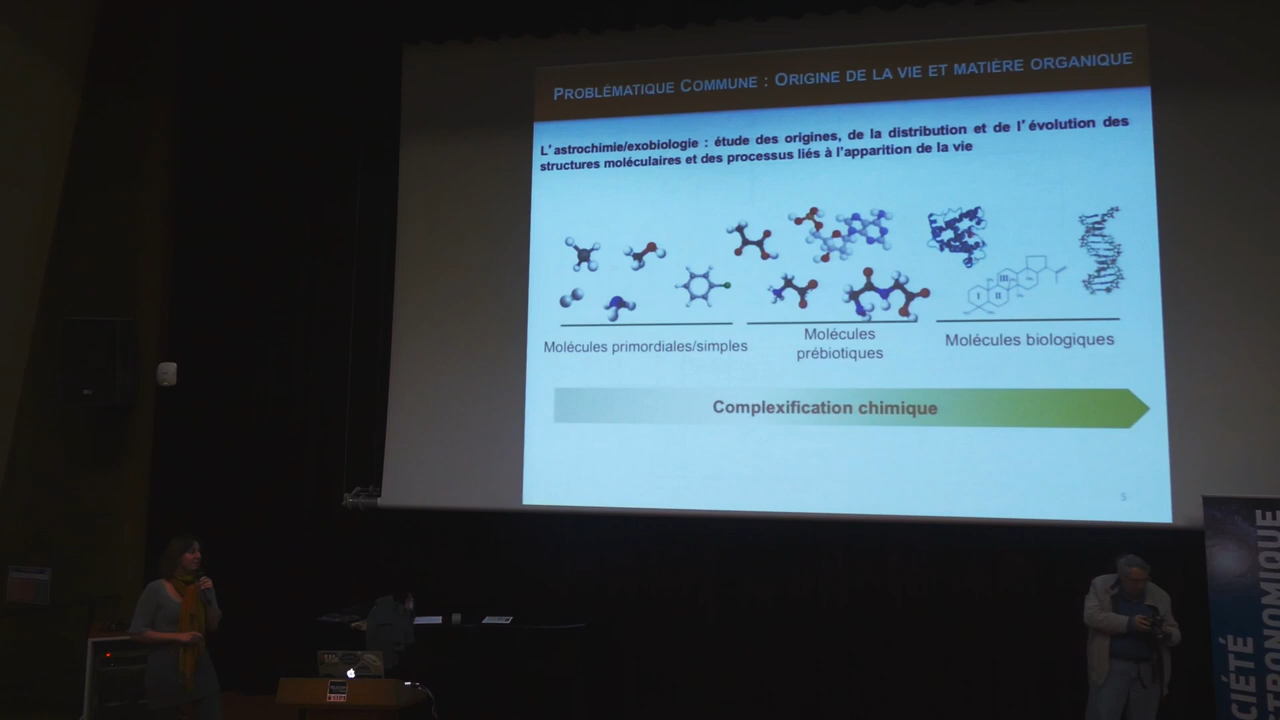 PROBLÉMATIQUE COMMUNE : ORIGINE DE LA VIE ET MATIÈRE ORGANIQUE
L'astrochimie/exobiologie : étude des origines, de la distribution et de l'évolution des
structures moléculaires et des processus liés à l'apparition de la vie
I
II
III
Molécules primordiales/simples
Molécules
prébiotiques
Molécules biologiques
Complexification chimique
5
CIÉTÉ
TRONOMIQUE